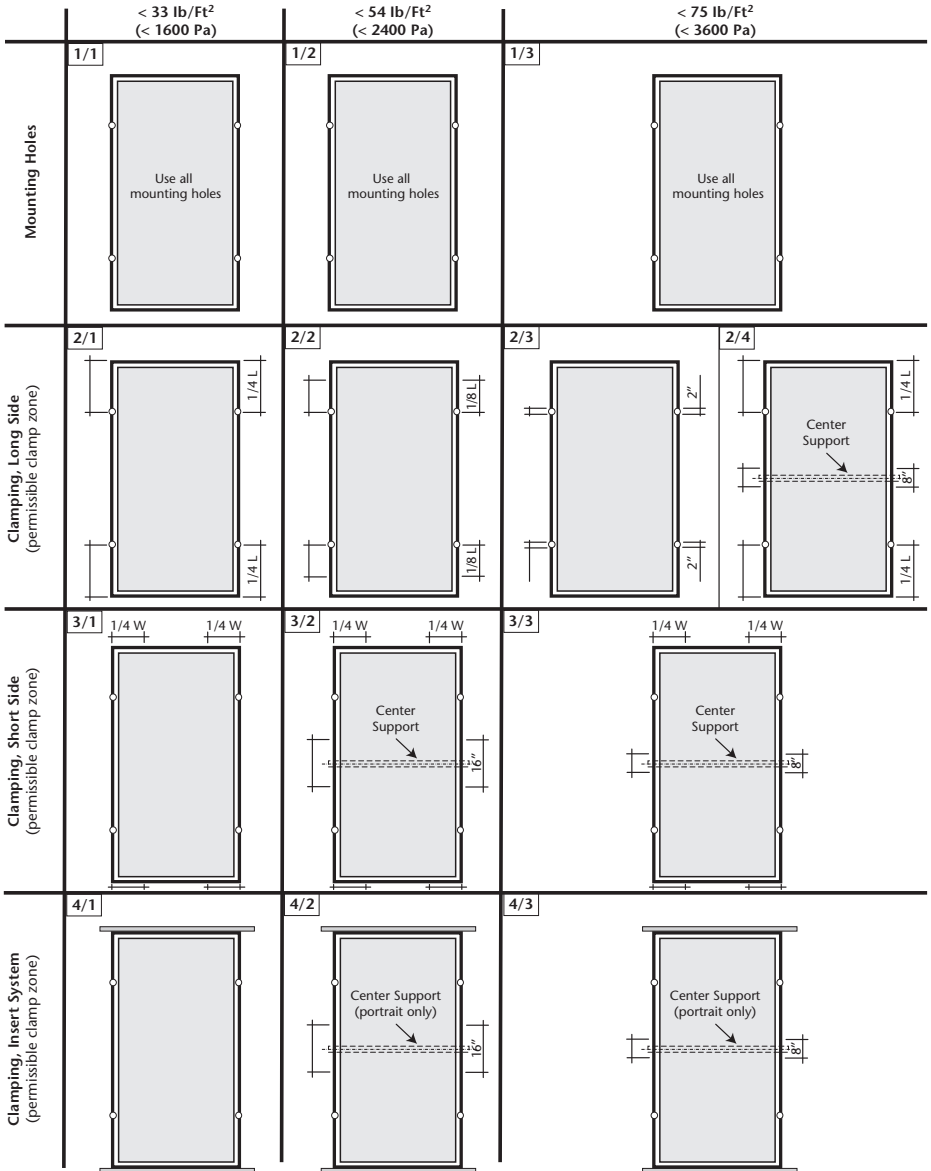 < 33 lb/Ft²
(< 1600 Pa)
< 54 lb/Ft²
(< 2400 Pa)
< 75 lb/Ft²
(< 3600 Pa)
Mounting Holes
1/1
Use all
mounting holes
1/2
Use all
mounting holes
1/3
Use all
mounting holes
Clamping, Long Side
(permissible clamp zone)
2/1
1/4 L
1/4 L
2/2
1/8 L
1/8 L
2/3
2"
2"
2/4
1/4 L
Center
Support
8"
1/4 L
Clamping, Short Side
(permissible clamp zone)
3/1
1/4 W 1/4 W
3/2
1/4 W 1/4 W
Center
Support
16"
3/3
1/4 W 1/4 W
Center
Support
8"
Clamping, Insert System
(permissible clamp zone)
4/1
4/2
Center Support
(portrait only)
16"
4/3
Center Support
(portrait only)
8"